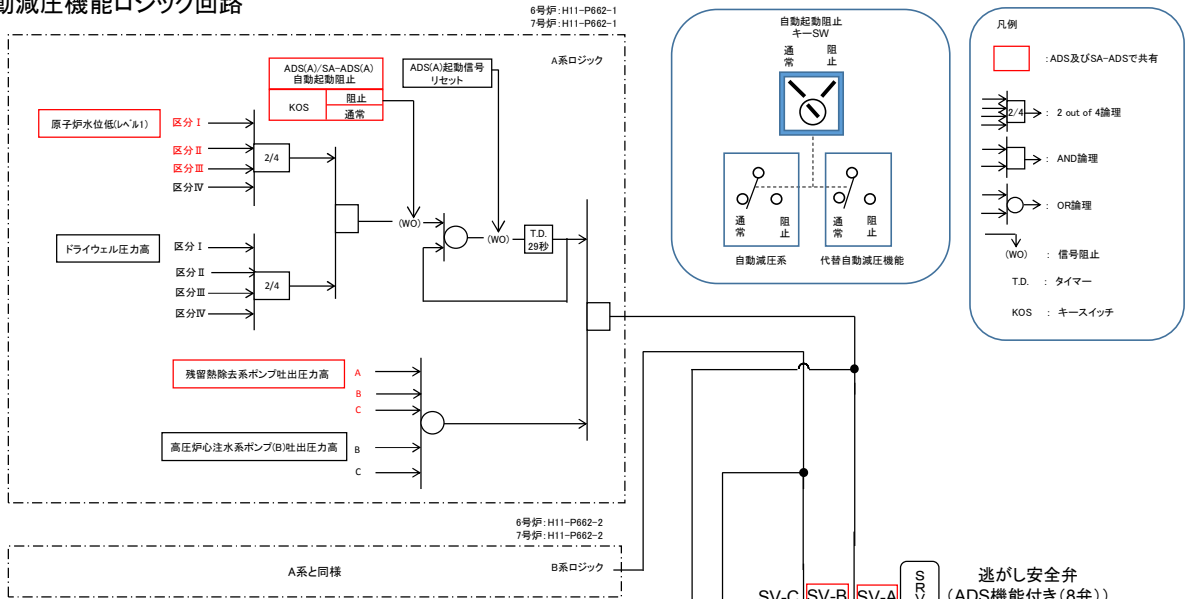 動減圧機能ロジック回路
6号炉：H11-P662-1
7号炉：H11-P662-1
A系ロジック
ADS(A)/SA-ADS(A)
自動起動阻止
KOS
阻止
通常
ADS(A)起動信号
リセット
原子炉水位低(レベル1)
区分Ⅰ
区分Ⅱ
区分Ⅲ
区分Ⅳ
2/4
ドライウェル圧力高
区分Ⅰ
区分Ⅱ
区分Ⅲ
区分Ⅳ
2/4
(WO)
(WO)
T.D.
29秒
残留熱除去系ポンプ吐出圧力高
A
B
C
高圧炉心注水系ポンプ(B)吐出圧力高
B
C
6号炉：H11-P662-2
7号炉：H11-P662-2
A系と同様
B系ロジック
自動起動阻止
キーSW
通常
阻止
通常
阻止
通常
阻止
自動減圧系
代替自動減圧機能
凡例
：ADS及びSA-ADSで共有
2/4
： 2 out of 4論理
： AND論理
： OR論理
(WO)
： 信号阻止
T.D. ： タイマー
KOS ： キースイッチ
SV-C
SV-B
SV-A
SRV
逃がし安全弁
(ADS機能付き(8弁))